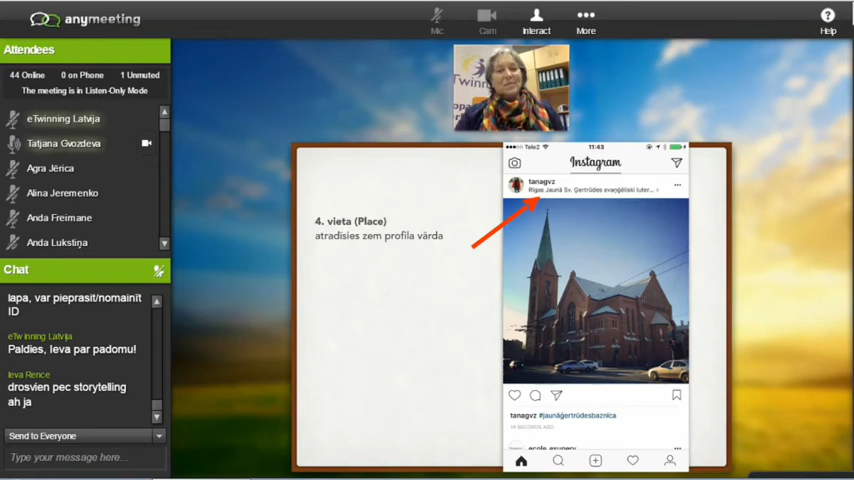 anymeeting
Mic
Cam
Interact
More
Help
Attendees
44 Online 0 on Phone 1 Unmuted
The meeting is in Listen-Only Mode
eTwinning Latvija
Tatjana Gvozdeva
Agra Jērica
Alina Jeremenko
Anda Freimane
Anda Lukstiņa
Chat
lapa, var pieprasit/nomainīt
ID
eTwinning Latvija
Paldies, Ieva par padomu!
Ieva Rence
drosvien pec storytelling
ah ja
Send to Everyone
Type your message here...
4. vieta (Place)
atradīsies zem profila vārda
Tele2 11:43
Instagram
tanagvz
Rīgas Jaunā Sv. Ģertrūdes evaņģēliski luter...
tanagvz #jaunāģertrūdesbaznīca
14 SECONDS AGO
ecole_exupery